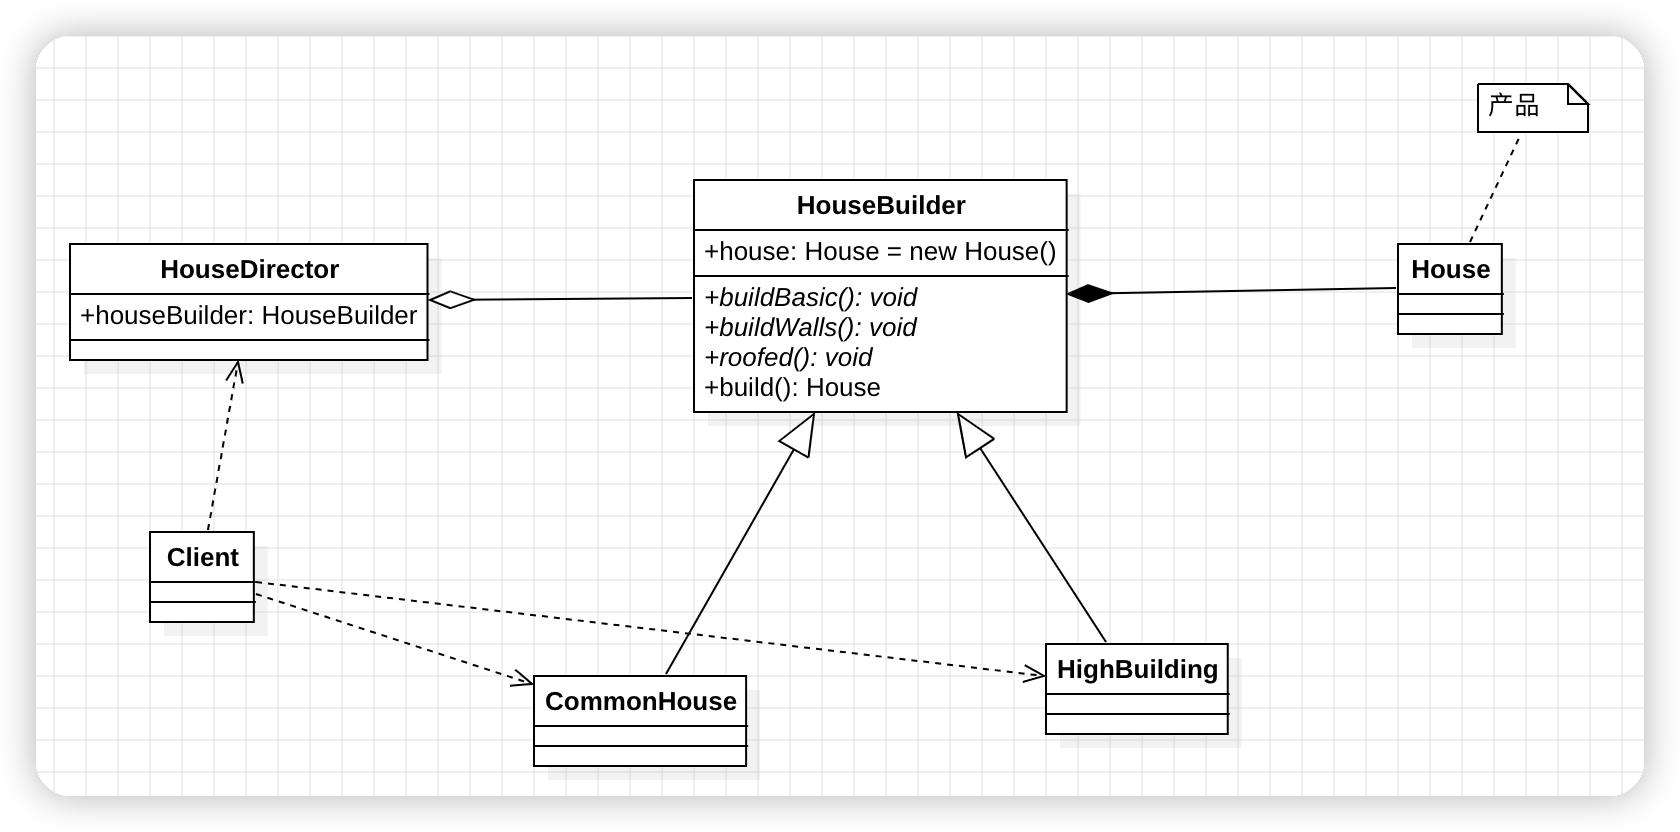 产品
HouseBuilder
+house: House = new House()
+buildBasic(): void
+buildWalls(): void
+roofed(): void
+build(): House
HouseDirector
+houseBuilder: HouseBuilder
House
Client
CommonHouse
HighBuilding